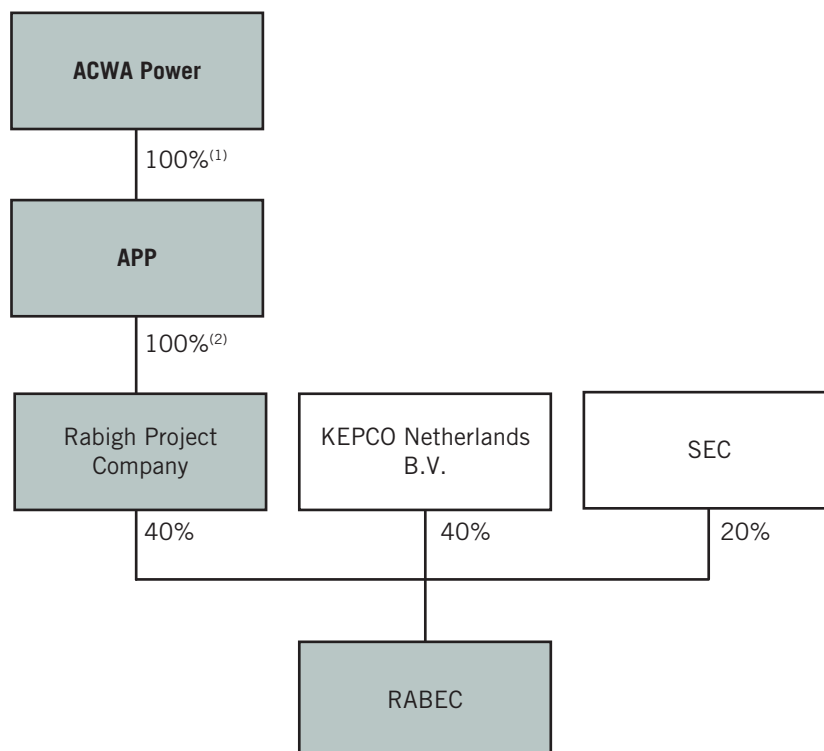 ACWA Power
100%(1)
APP
100%(2)
Rabigh Project
Company
KEPCO Netherlands
B.V.
SEC
40%
40%
20%
RABEC